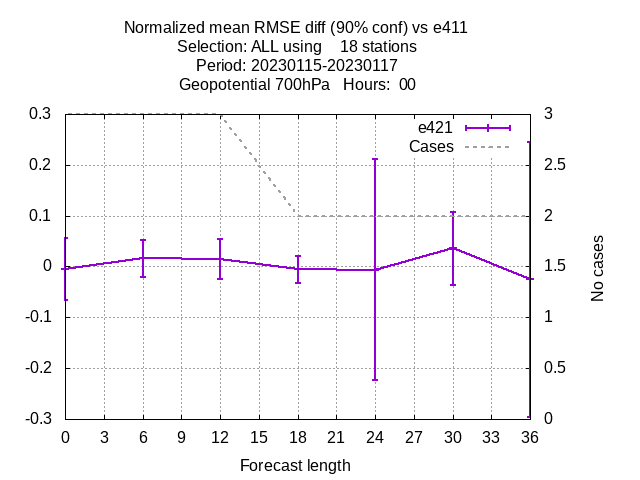 Normalized mean RMSE diff (90% conf) vs e411
Selection: ALL using    18 stations
Period: 20230115-20230117
Geopotential 700hPa   Hours:  00
e421
Cases
0.3
0.2
0.1
0
-0.1
-0.2
-0.3
3
2.5
2
1.5
1
0.5
0
No cases
0 3 6 9 12 15 18 21 24 27 30 33 36
Forecast length